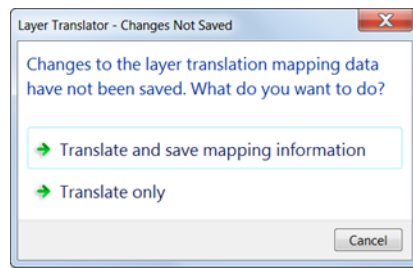 Layer Translator - Changes Not Saved
Changes to the layer translation mapping data
have not been saved. What do you want to do?
Translate and save mapping information
Translate only
Cancel